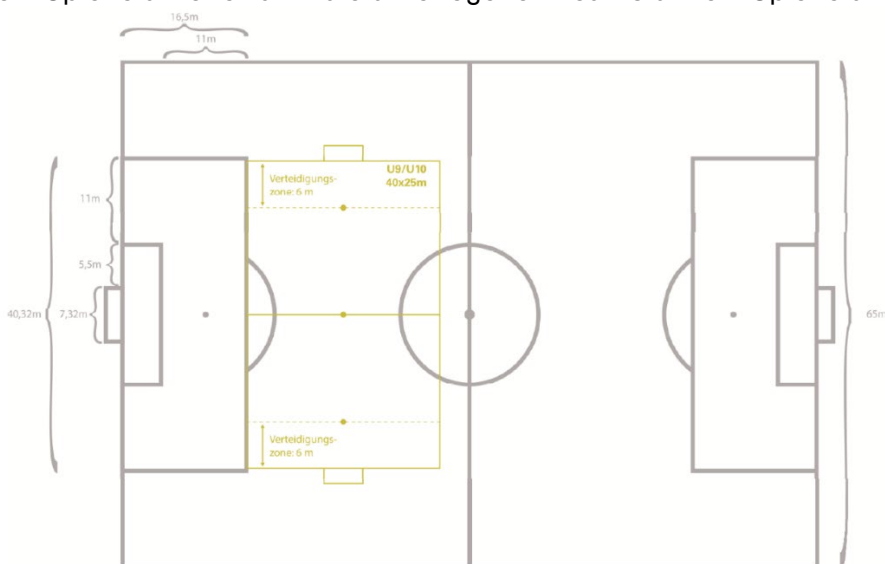 16,5m
11m
U9/U10
40x25m
Verteidigungs-
zone: 6 m
11m
5,5m
40,32m
7,32m
65m
Verteidigungs-
zone: 6 m